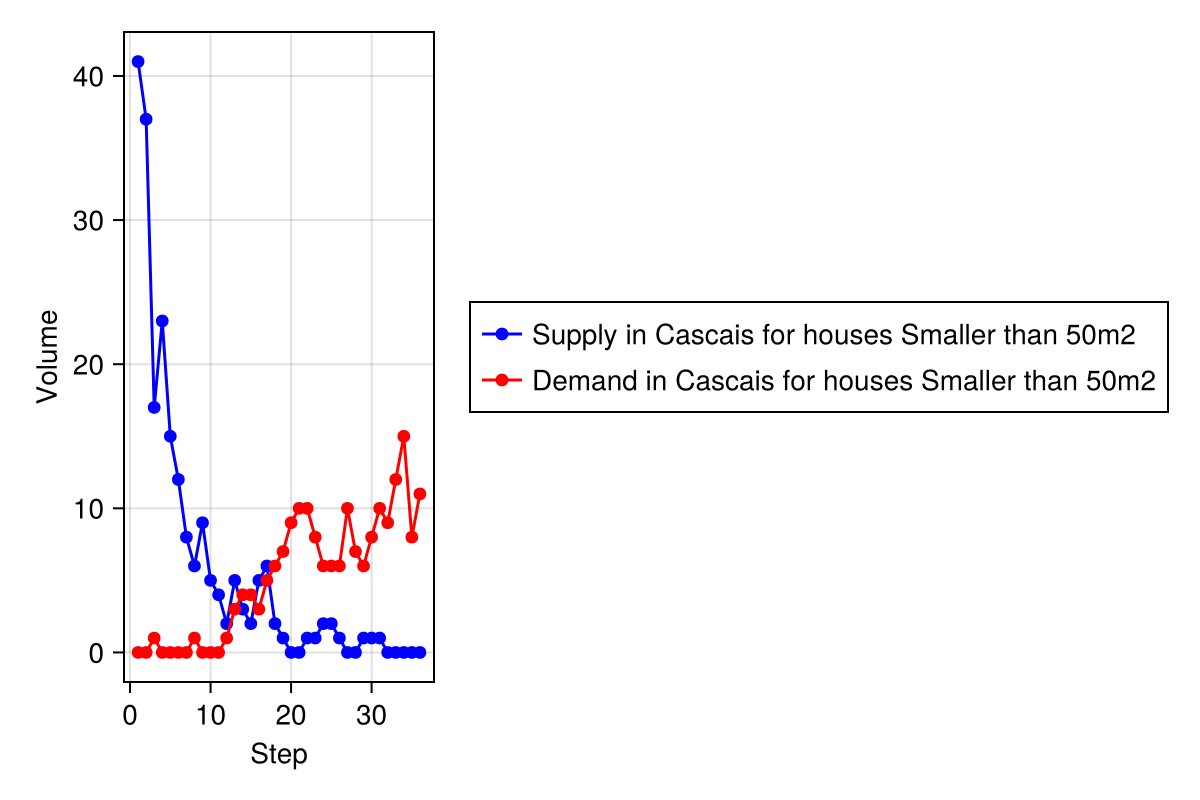 40
30
20
10
0
Volume
0 10 20 30
Step
Supply in Cascais for houses Smaller than 50m2
Demand in Cascais for houses Smaller than 50m2